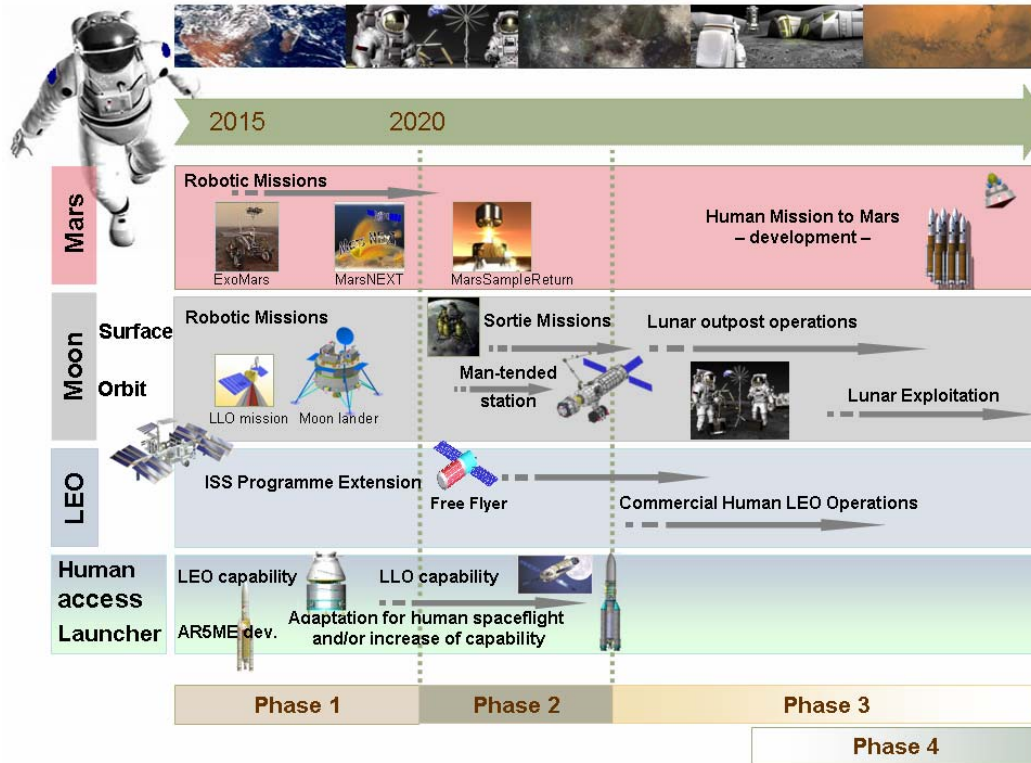 2015
2020
Mars
Robotic Missions
ExoMars
MarsNEXT
MarsSampleReturn
Human Mission to Mars
– development –
Moon
Surface
Orbit
Robotic Missions
LLO mission
Moon lander
Sortie Missions
Man-tended
station
Lunar outpost operations
Lunar Exploitation
LEO
ISS Programme Extension
Free Flyer
Commercial Human LEO Operations
Human
access
Launcher
LEO capability
AR5ME dev.
LLO capability
Adaptation for human spaceflight
and/or increase of capability
Phase 1
Phase 2
Phase 3
Phase 4